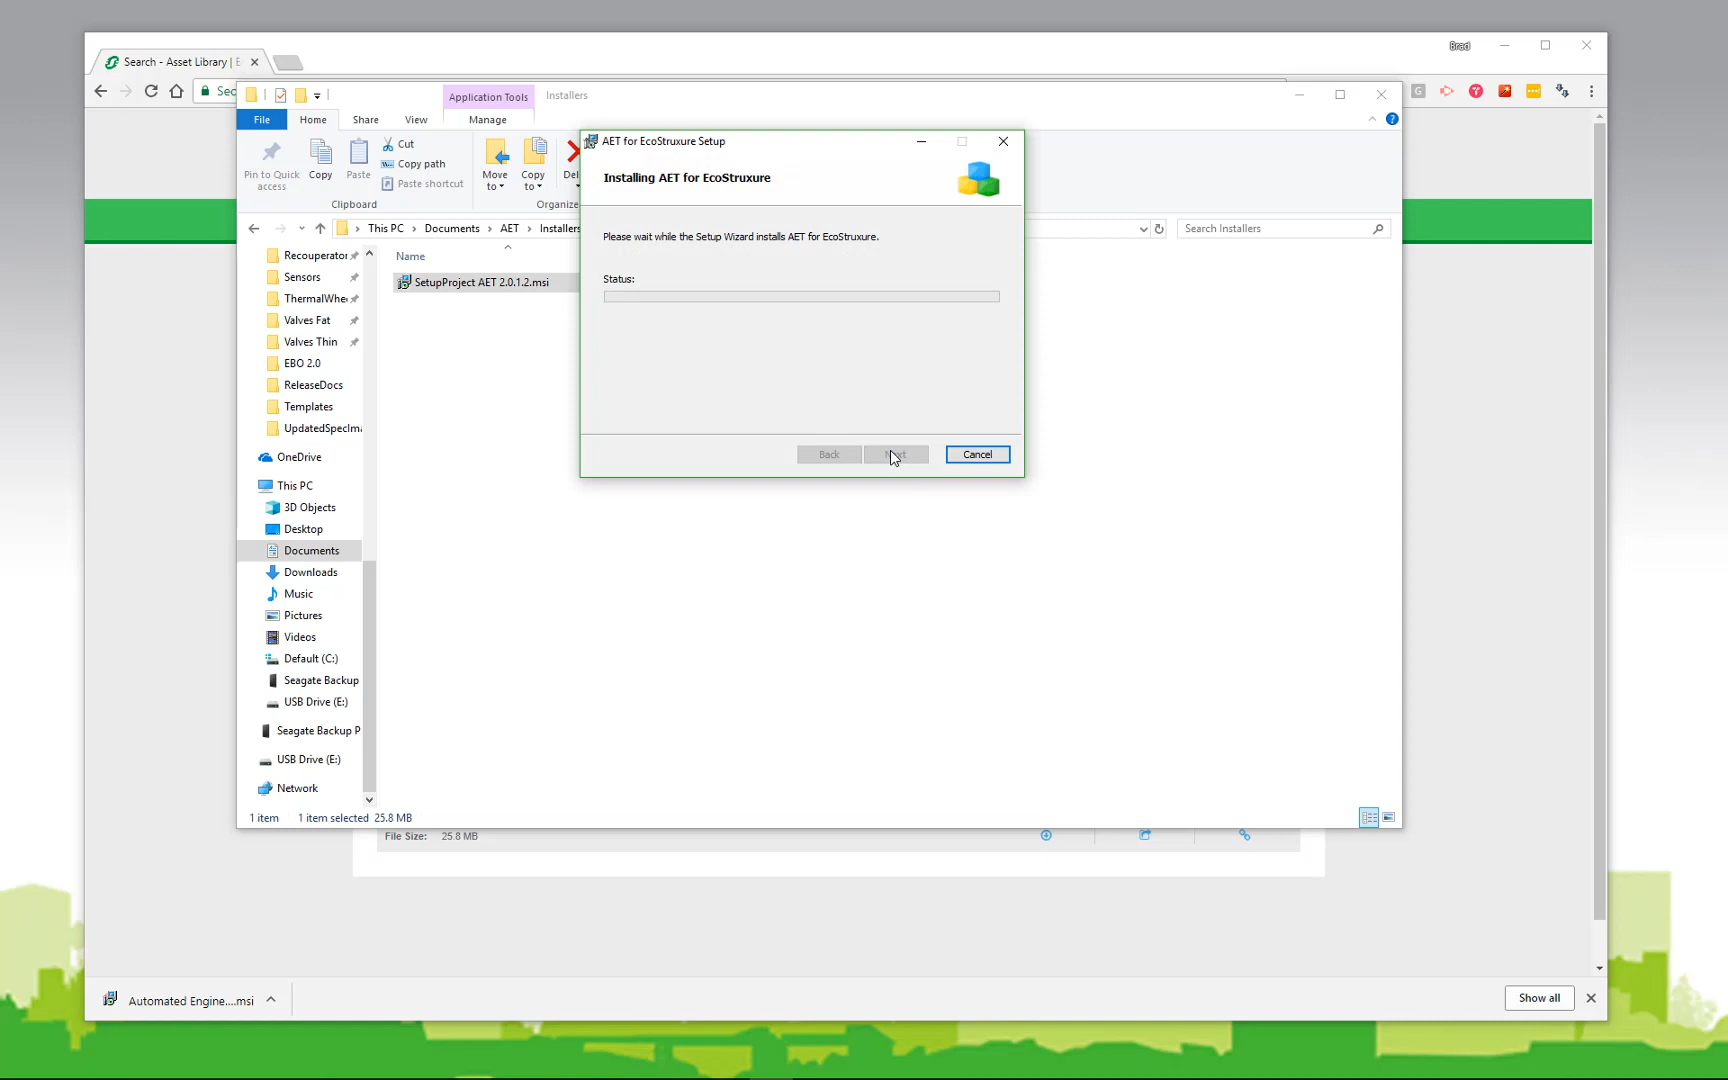 Search - Asset Library | E
Brad
Sec
Application Tools
Installers
File
Home
Share
View
Manage
Pin to Quick access
Copy
Paste
Cut
Copy path
Paste shortcut
Clipboard
Move to
Copy to
Del
Organize
This PC > Documents > AET > Installers
Search Installers
Name
SetupProject AET 2.0.1.2.msi
AET for EcoStruxure Setup
Installing AET for EcoStruxure
Please wait while the Setup Wizard installs AET for EcoStruxure.
Status:
Back
Cancel
Recouperator
Sensors
ThermalWhe
Valves Fat
Valves Thin
EBO 2.0
ReleaseDocs
Templates
UpdatedSpecIma
OneDrive
This PC
3D Objects
Desktop
Documents
Downloads
Music
Pictures
Videos
Default (C:)
Seagate Backup
USB Drive (E:)
Seagate Backup P
USB Drive (E:)
Network
1 item
1 item selected 25.8 MB
File Size: 25.8 MB
Automated Engine....msi
Show all